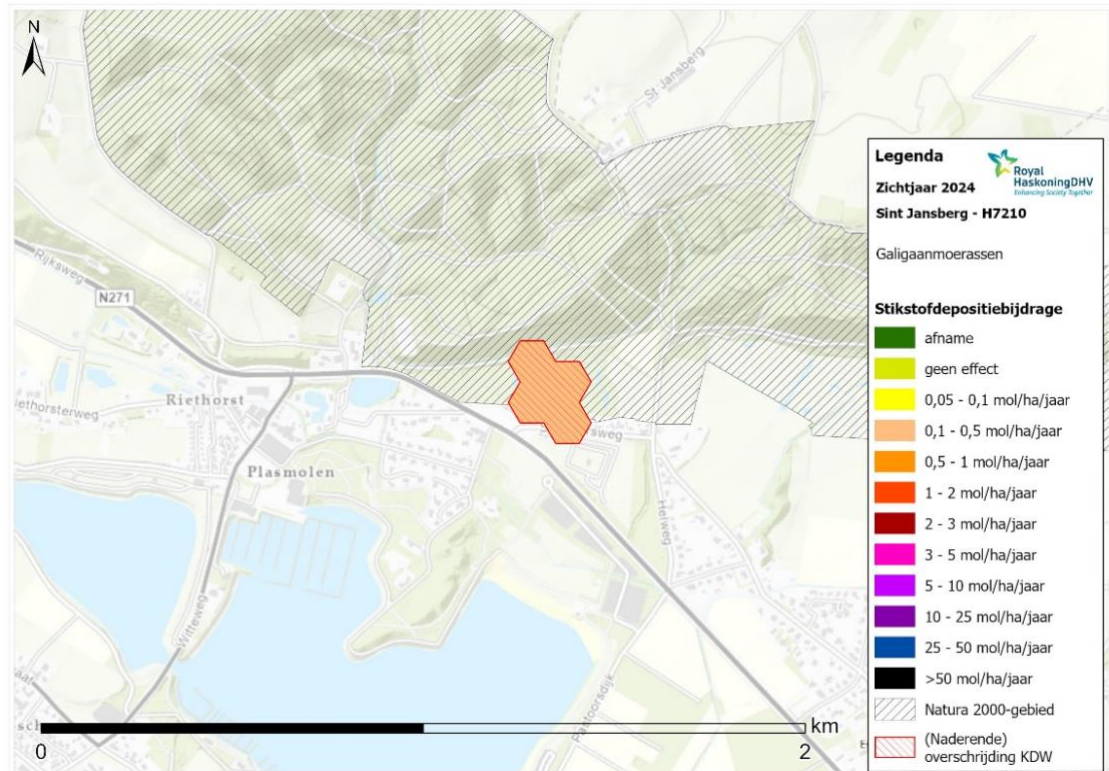 N
St Jansberg
Rijksweg
N271
Riethorst
Plasmolen
Witteweg
Helweg
Legenda
Royal
HaskoningDHV
Enhancing Society Together
Zichtjaar 2024
Sint Jansberg - H7210
Galigaanmoerassen
Stikstofdepositiebijdrage
afname
geen effect
0,05 - 0,1 mol/ha/jaar
0,1 - 0,5 mol/ha/jaar
0,5 - 1 mol/ha/jaar
1 - 2 mol/ha/jaar
2 - 3 mol/ha/jaar
3 - 5 mol/ha/jaar
5 - 10 mol/ha/jaar
10 - 25 mol/ha/jaar
25 - 50 mol/ha/jaar
>50 mol/ha/jaar
Natura 2000-gebied
(Naderende)
overschrijding KDW
0
2
km